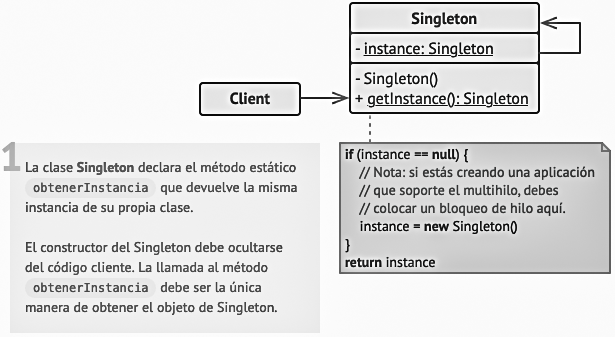 Singleton
- instance: Singleton
- Singleton()
+ getInstance(): Singleton
Client
1
La clase Singleton declara el método estático
obtenerInstancia que devuelve la misma
instancia de su propia clase.
El constructor del Singleton debe ocultarse
del código cliente. La llamada al método
obtenerInstancia debe ser la única
manera de obtener el objeto de Singleton.
if (instance == null) {
// Nota: si estás creando una aplicación
// que soporte el multihilo, debes
// colocar un bloqueo de hilo aquí.
instance = new Singleton()
}
return instance